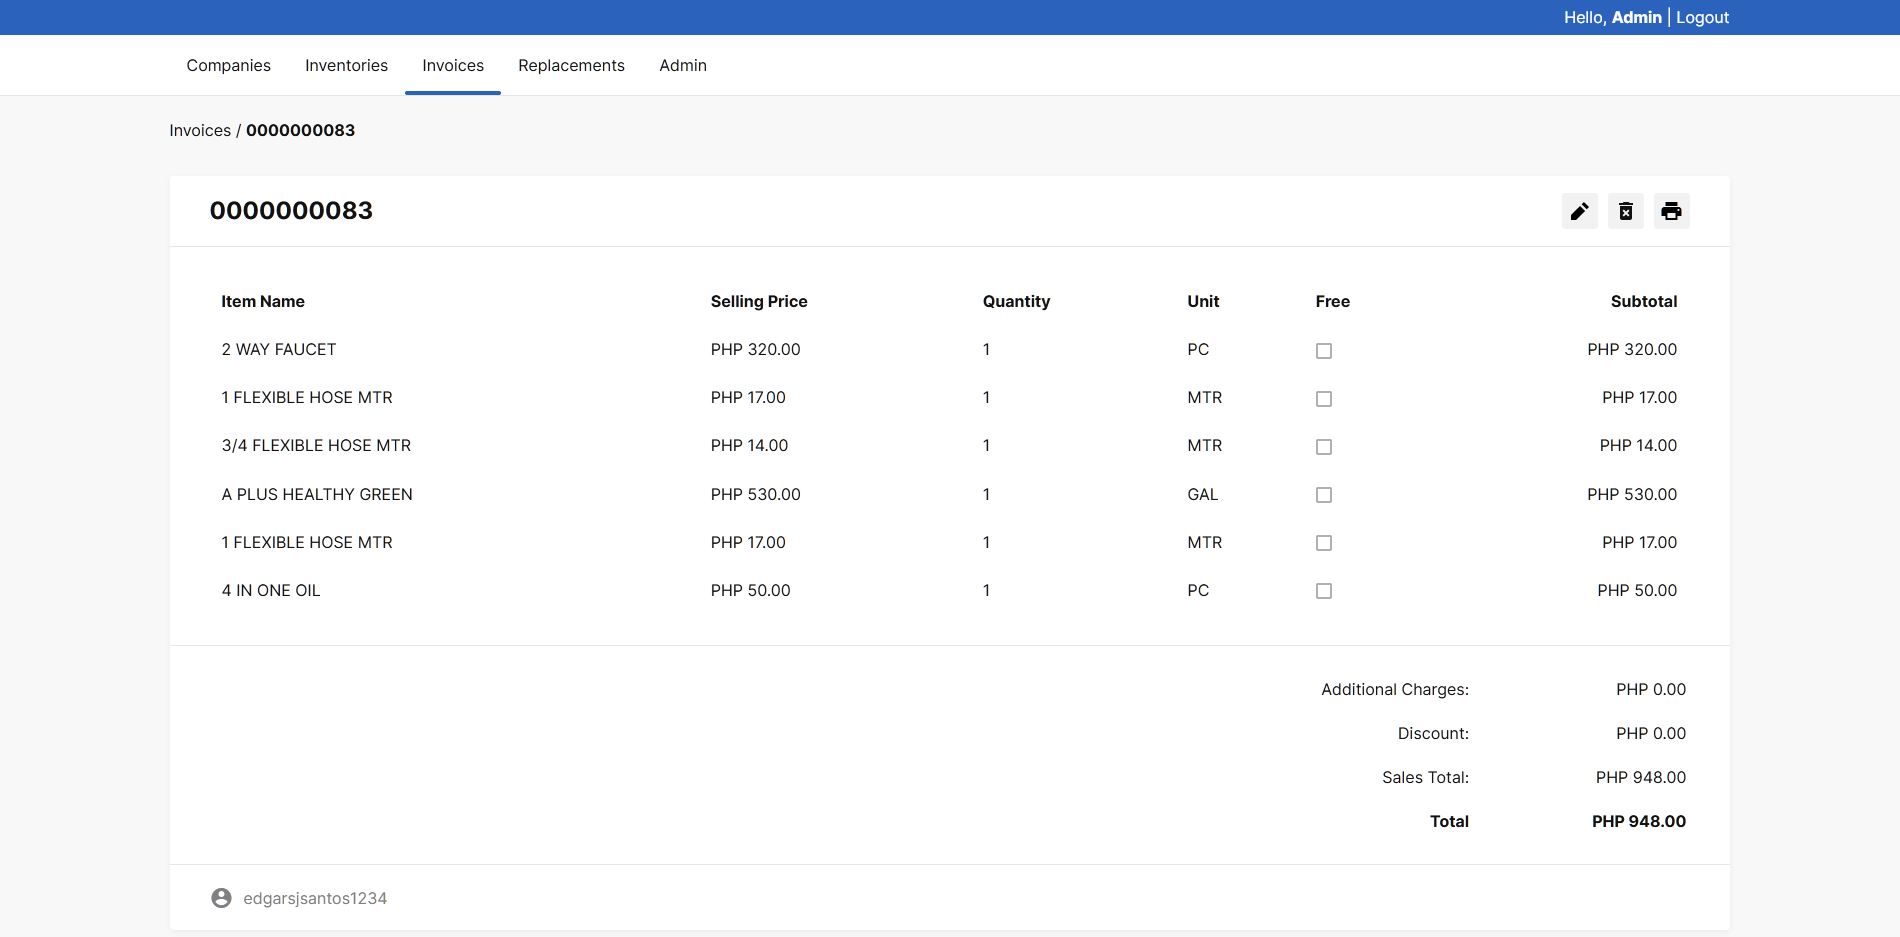 Hello, Admin | Logout
Companies Inventories Invoices Replacements Admin
Invoices / 0000000083
0000000083
Item Name Selling Price Quantity Unit Free Subtotal
2 WAY FAUCET PHP 320.00 1 PC PHP 320.00
1 FLEXIBLE HOSE MTR PHP 17.00 1 MTR PHP 17.00
3/4 FLEXIBLE HOSE MTR PHP 14.00 1 MTR PHP 14.00
A PLUS HEALTHY GREEN PHP 530.00 1 GAL PHP 530.00
1 FLEXIBLE HOSE MTR PHP 17.00 1 MTR PHP 17.00
4 IN ONE OIL PHP 50.00 1 PC PHP 50.00
Additional Charges: PHP 0.00
Discount: PHP 0.00
Sales Total: PHP 948.00
Total PHP 948.00
edgarsjsantos1234